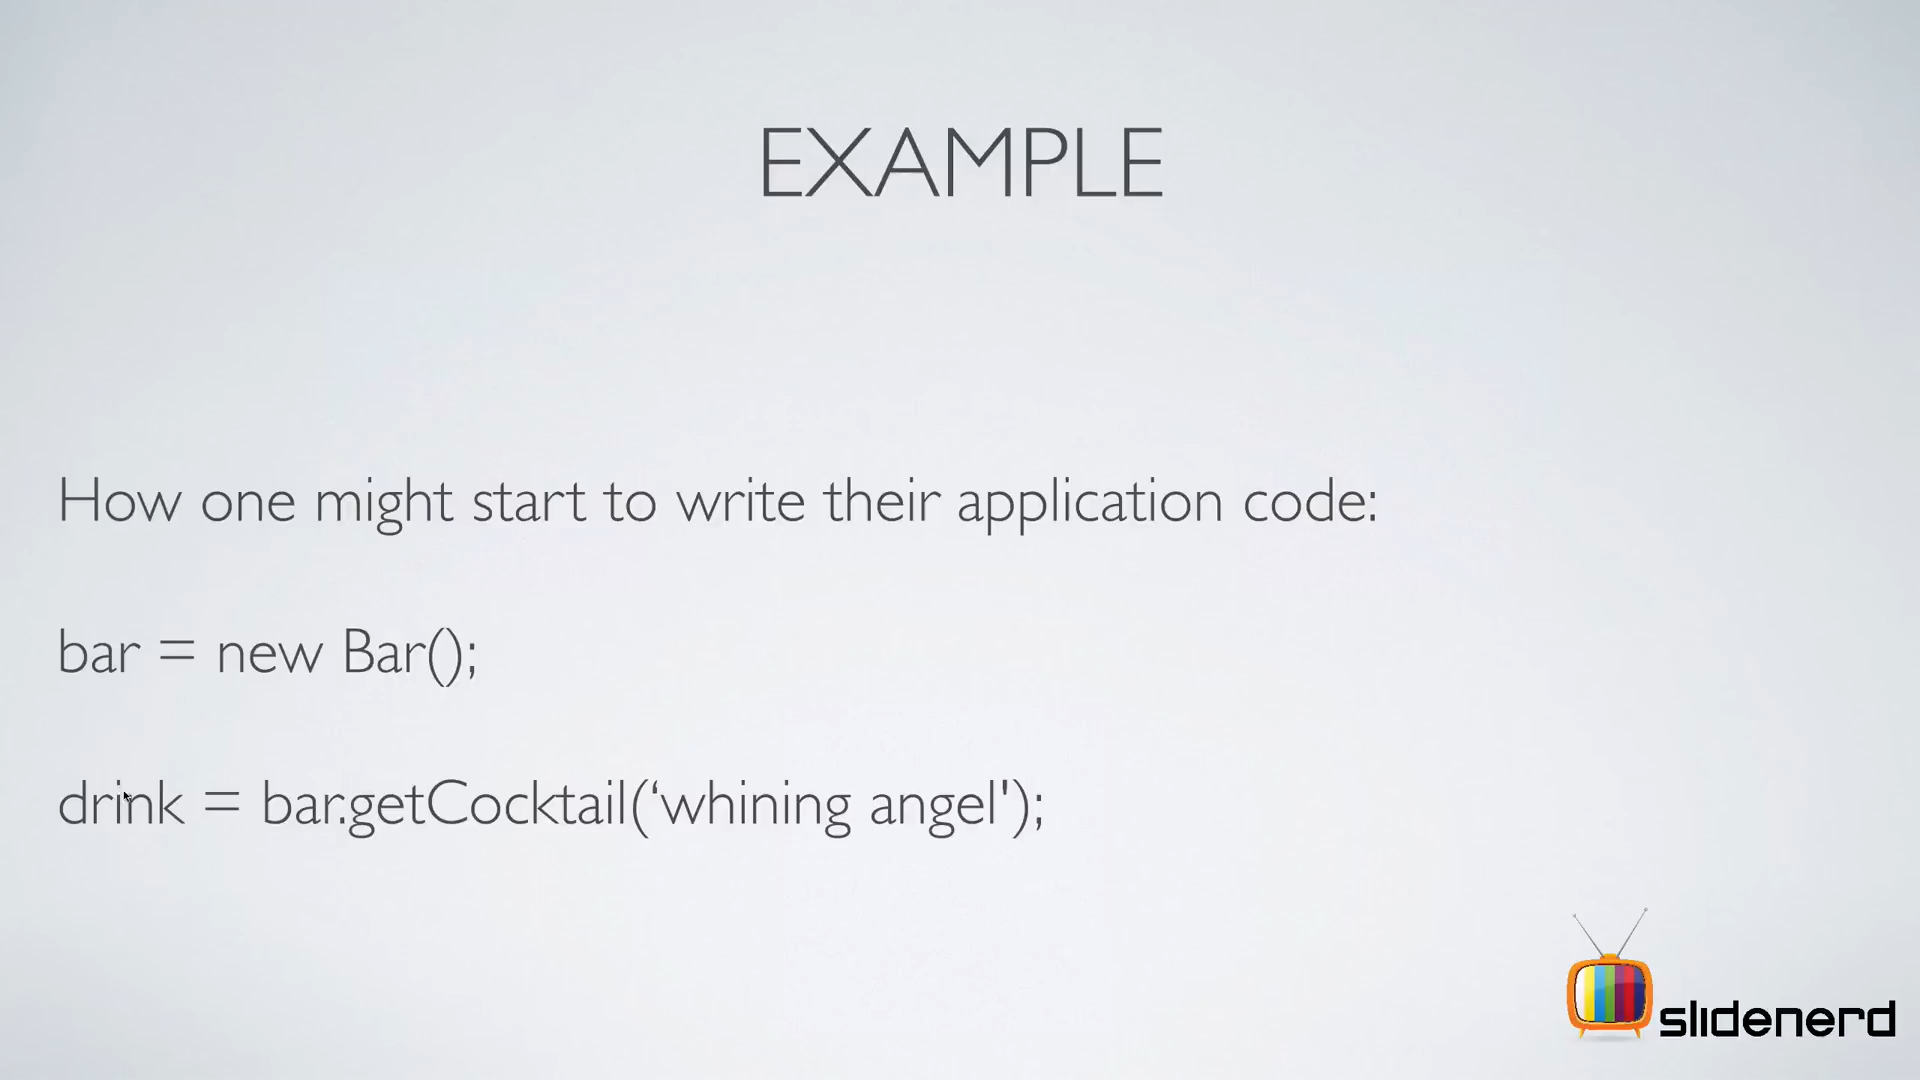 EXAMPLE
How one might start to write their application code:
bar = new Bar();
drink = bar.getCocktail(‘whining angel');
slidenerd